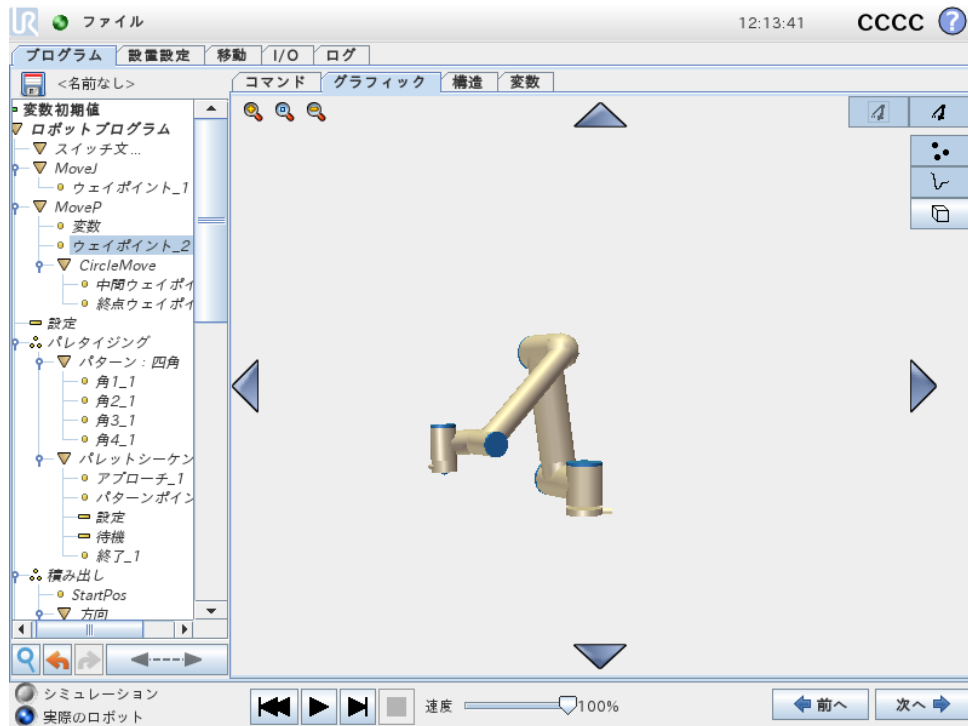 UR ファイル 12:13:41 CCCC ?
プログラム 設置設定 移動 I/O ログ
<名前なし> コマンド グラフィック 構造 変数
変数初期値
ロボットプログラム
スイッチ文...
MoveJ
ウェイポイント_1
MoveP
変数
ウェイポイント_2
CircleMove
中間ウェイポイ
終点ウェイポイ
設定
パレタイジング
パターン:四角
角1_1
角2_1
角3_1
角4_1
パレットシーケン
アプローチ_1
パターンポイン
設定
待機
終了_1
積み出し
StartPos
方向
シミュレーション
実際のロボット
速度 100% 前へ 次へ